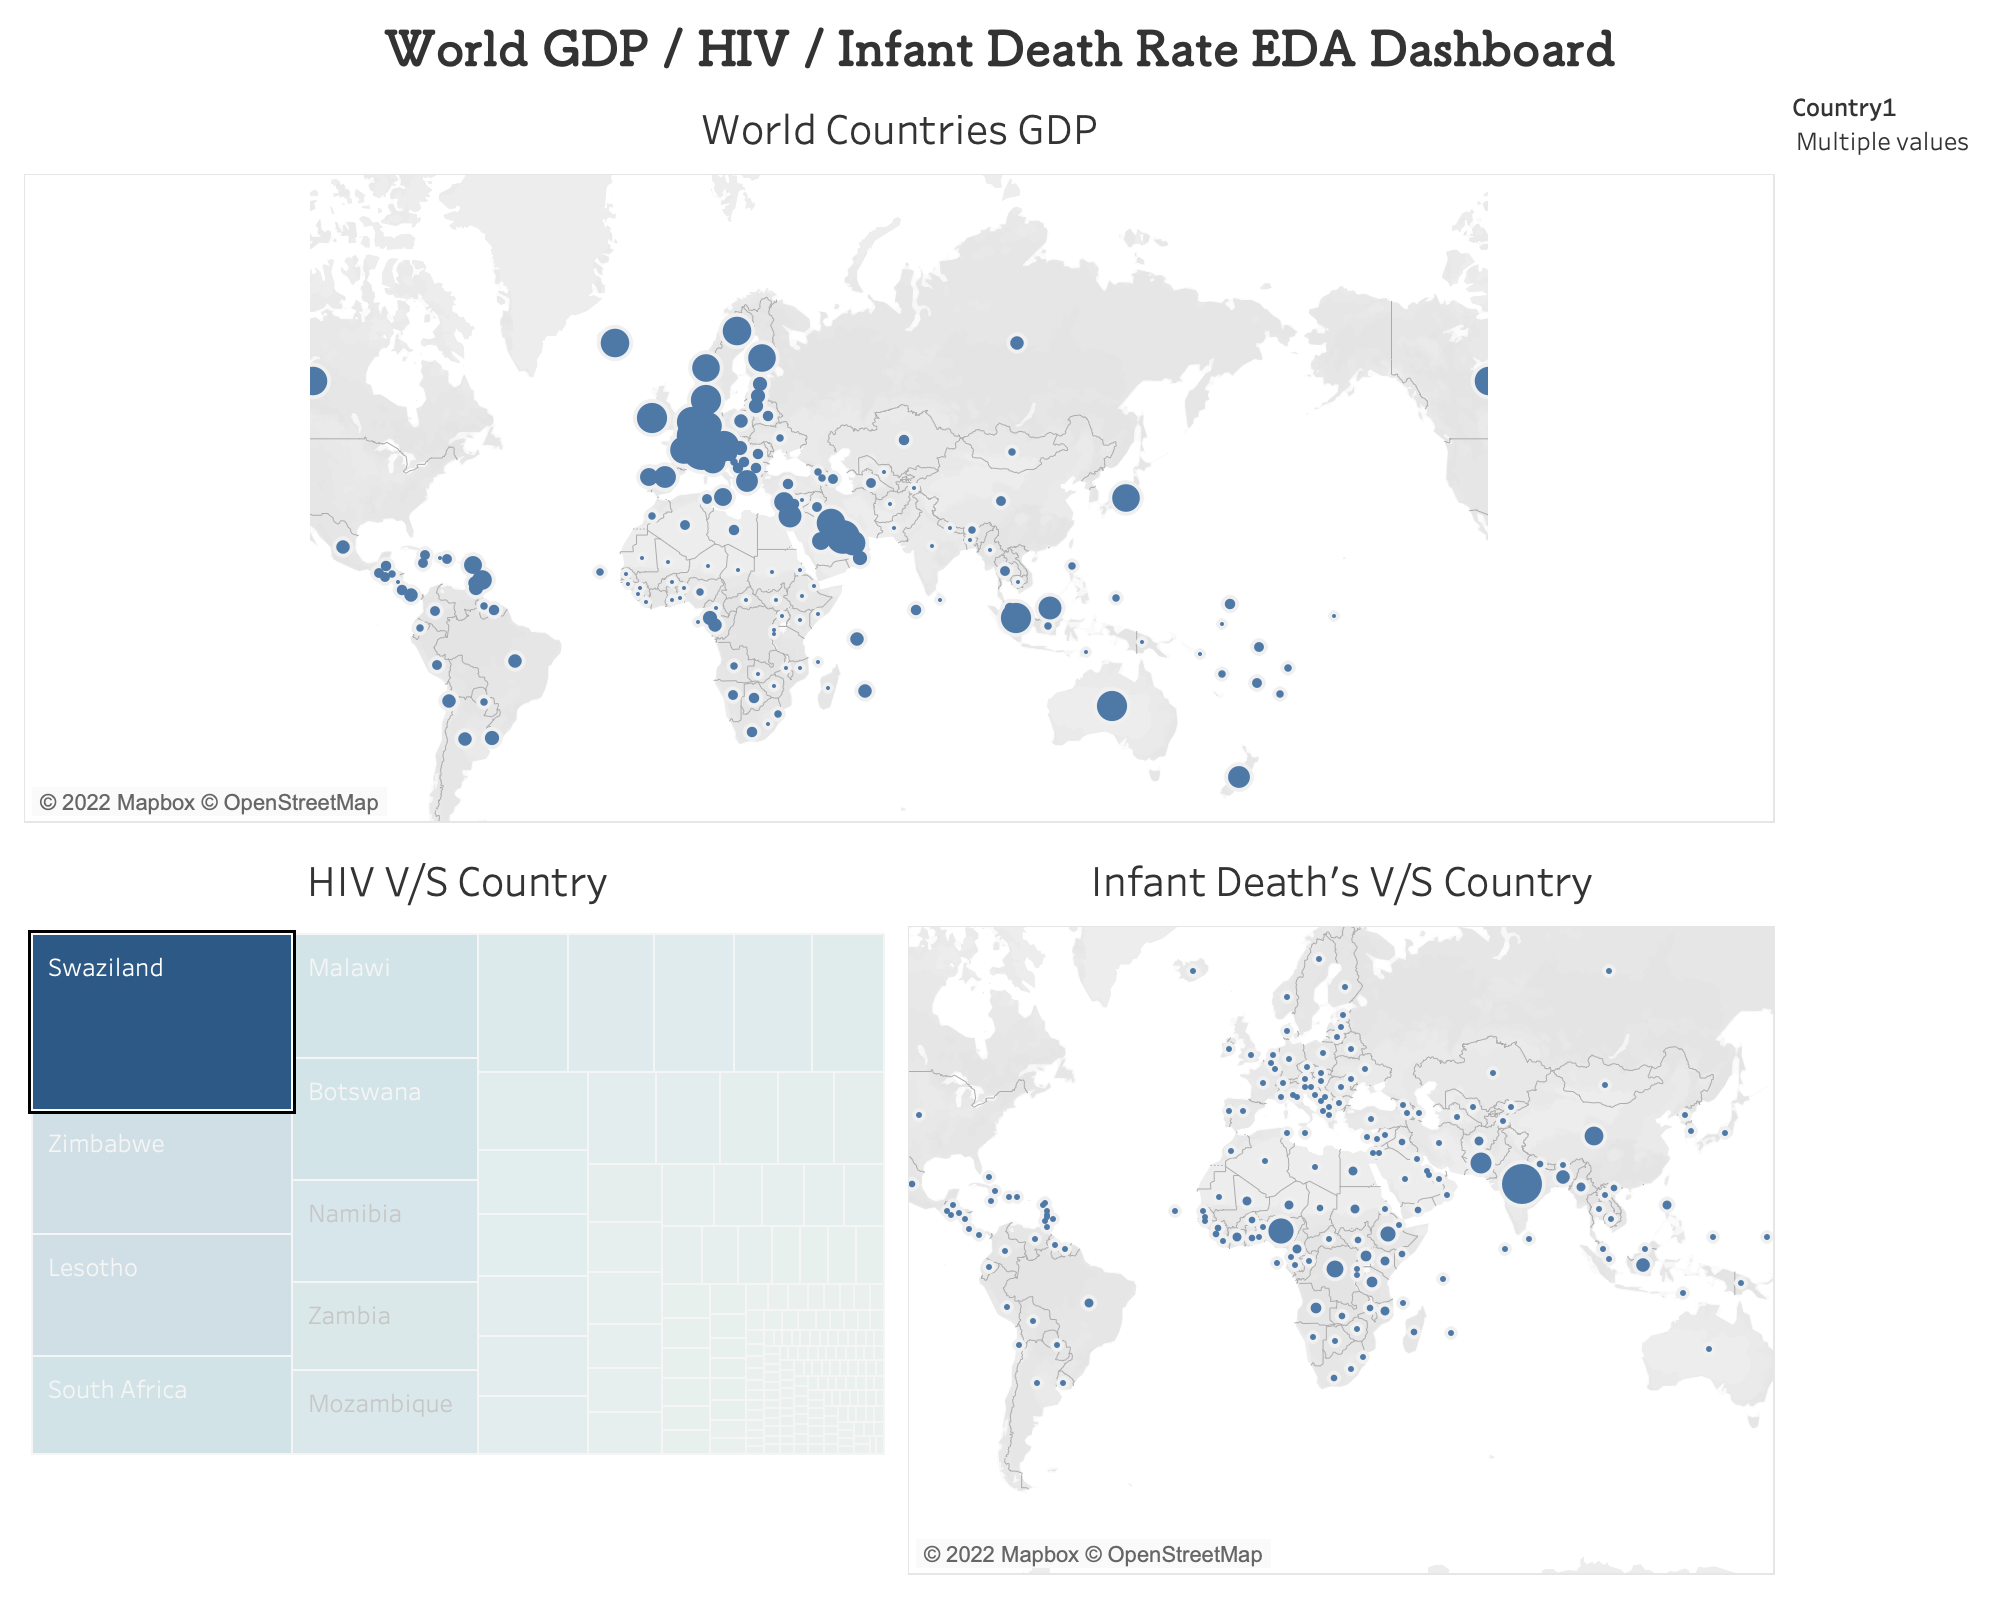 World GDP / HIV / Infant Death Rate EDA Dashboard
World Countries GDP
Country1
Multiple values
© 2022 Mapbox © OpenStreetMap
HIV V/S Country
Infant Death's V/S Country
Swaziland
Zimbabwe
Lesotho
South Africa
Malawi
Botswana
Namibia
Zambia
Mozambique
© 2022 Mapbox © OpenStreetMap